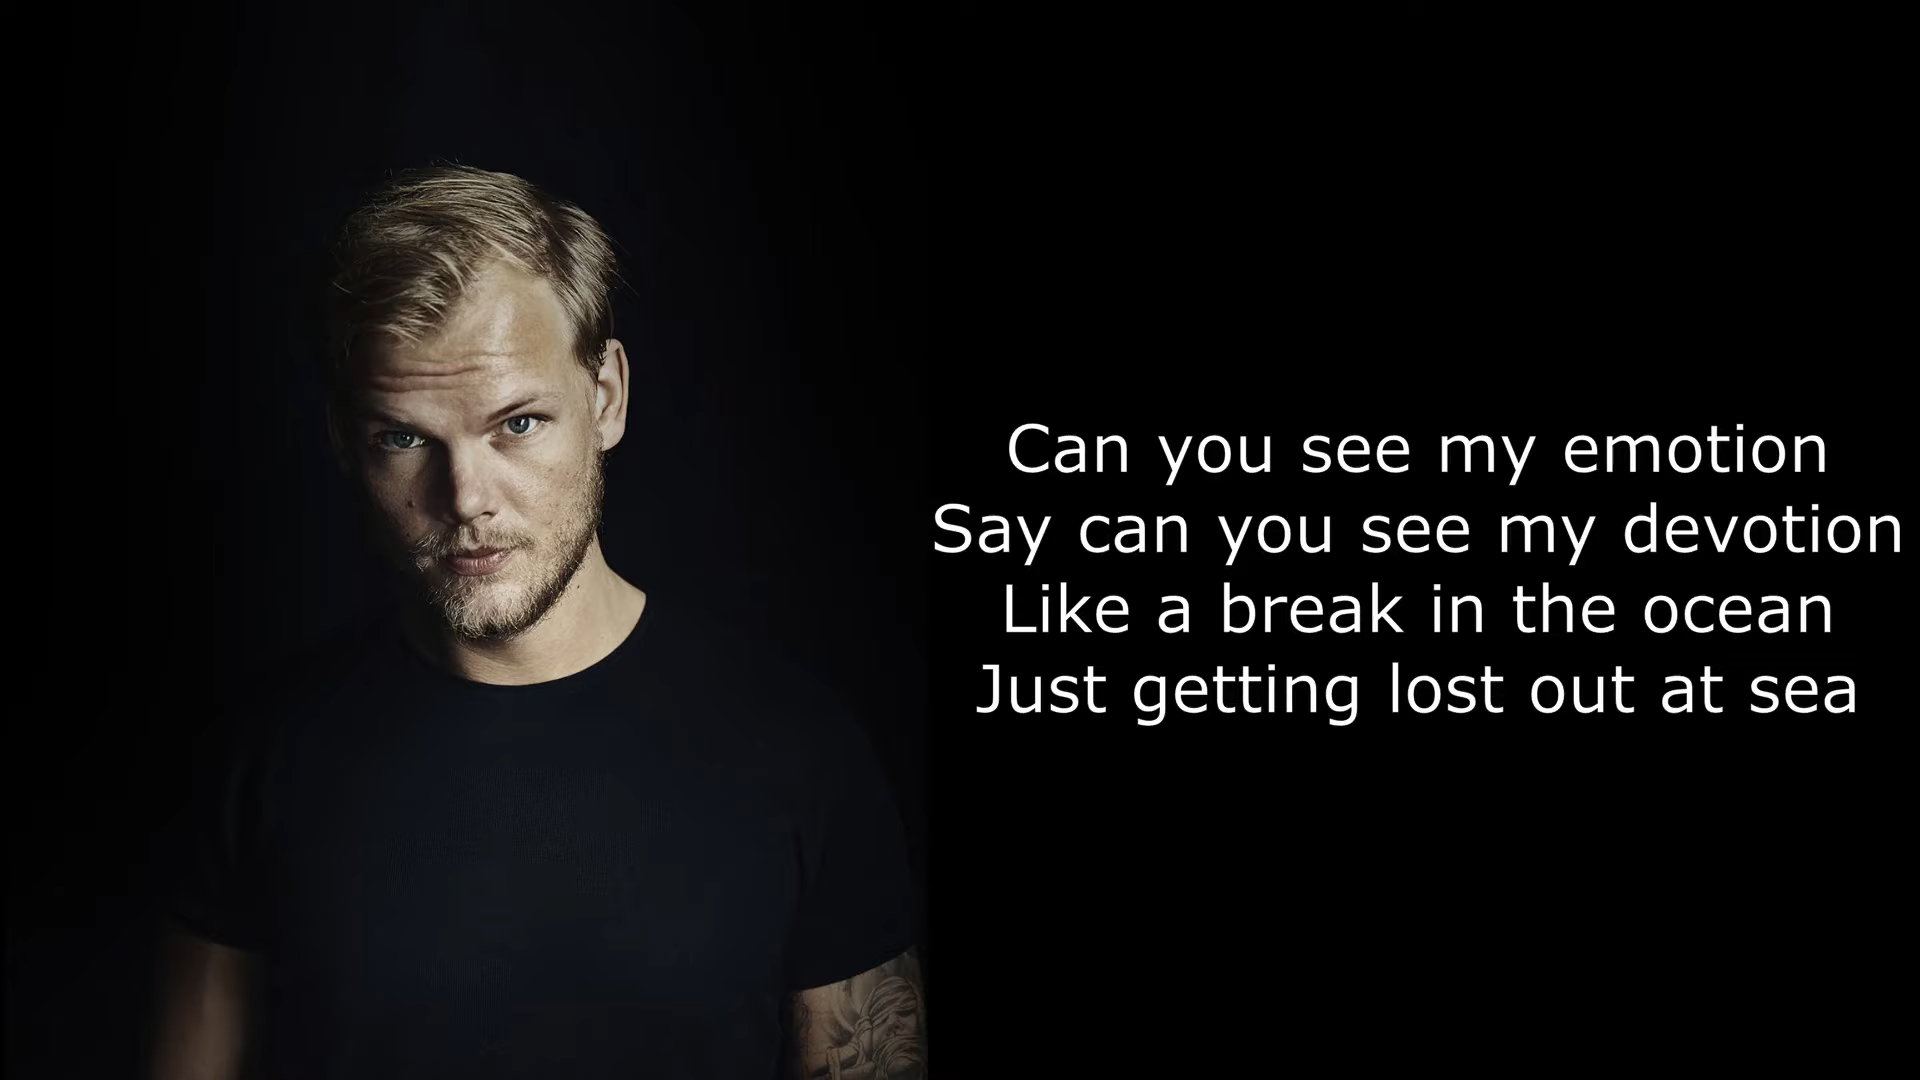 Can you see my emotion
Say can you see my devotion
Like a break in the ocean
Just getting lost out at sea